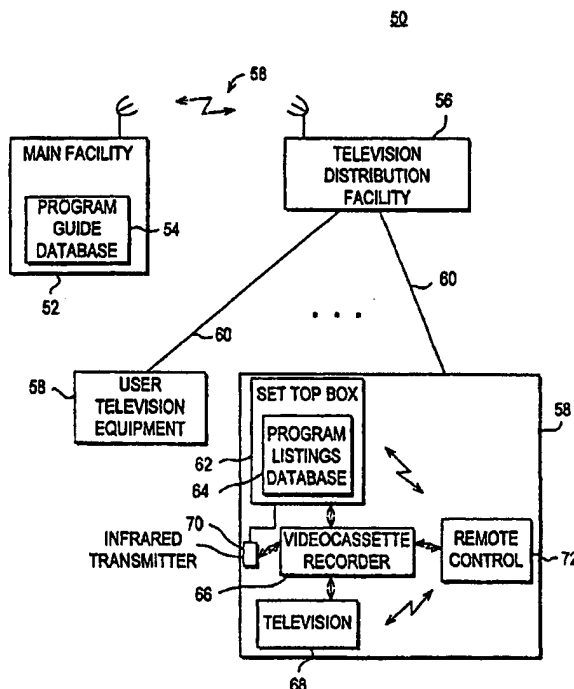 50
58
56
MAIN FACILITY
PROGRAM
GUIDE
DATABASE
54
52
TELEVISION
DISTRIBUTION
FACILITY
60
60
. . .
58
USER
TELEVISION
EQUIPMENT
SET TOP BOX
58
PROGRAM
LISTINGS
DATABASE
62
64
70
INFRARED
TRANSMITTER
VIDEOCASSETTE
RECORDER
66
REMOTE
CONTROL
72
TELEVISION
68